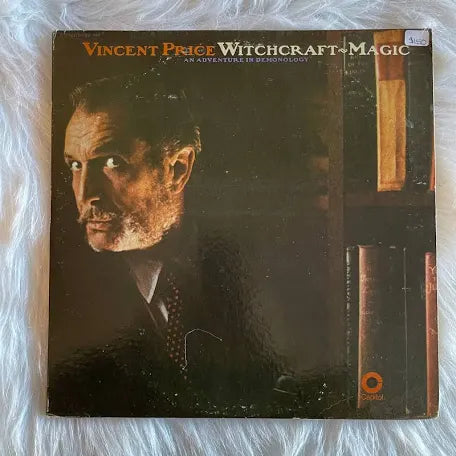 VINCENT PRICE WITCHCRAFT~MAGIC
AN ADVENTURE IN DEMONOLOGY
Capitol